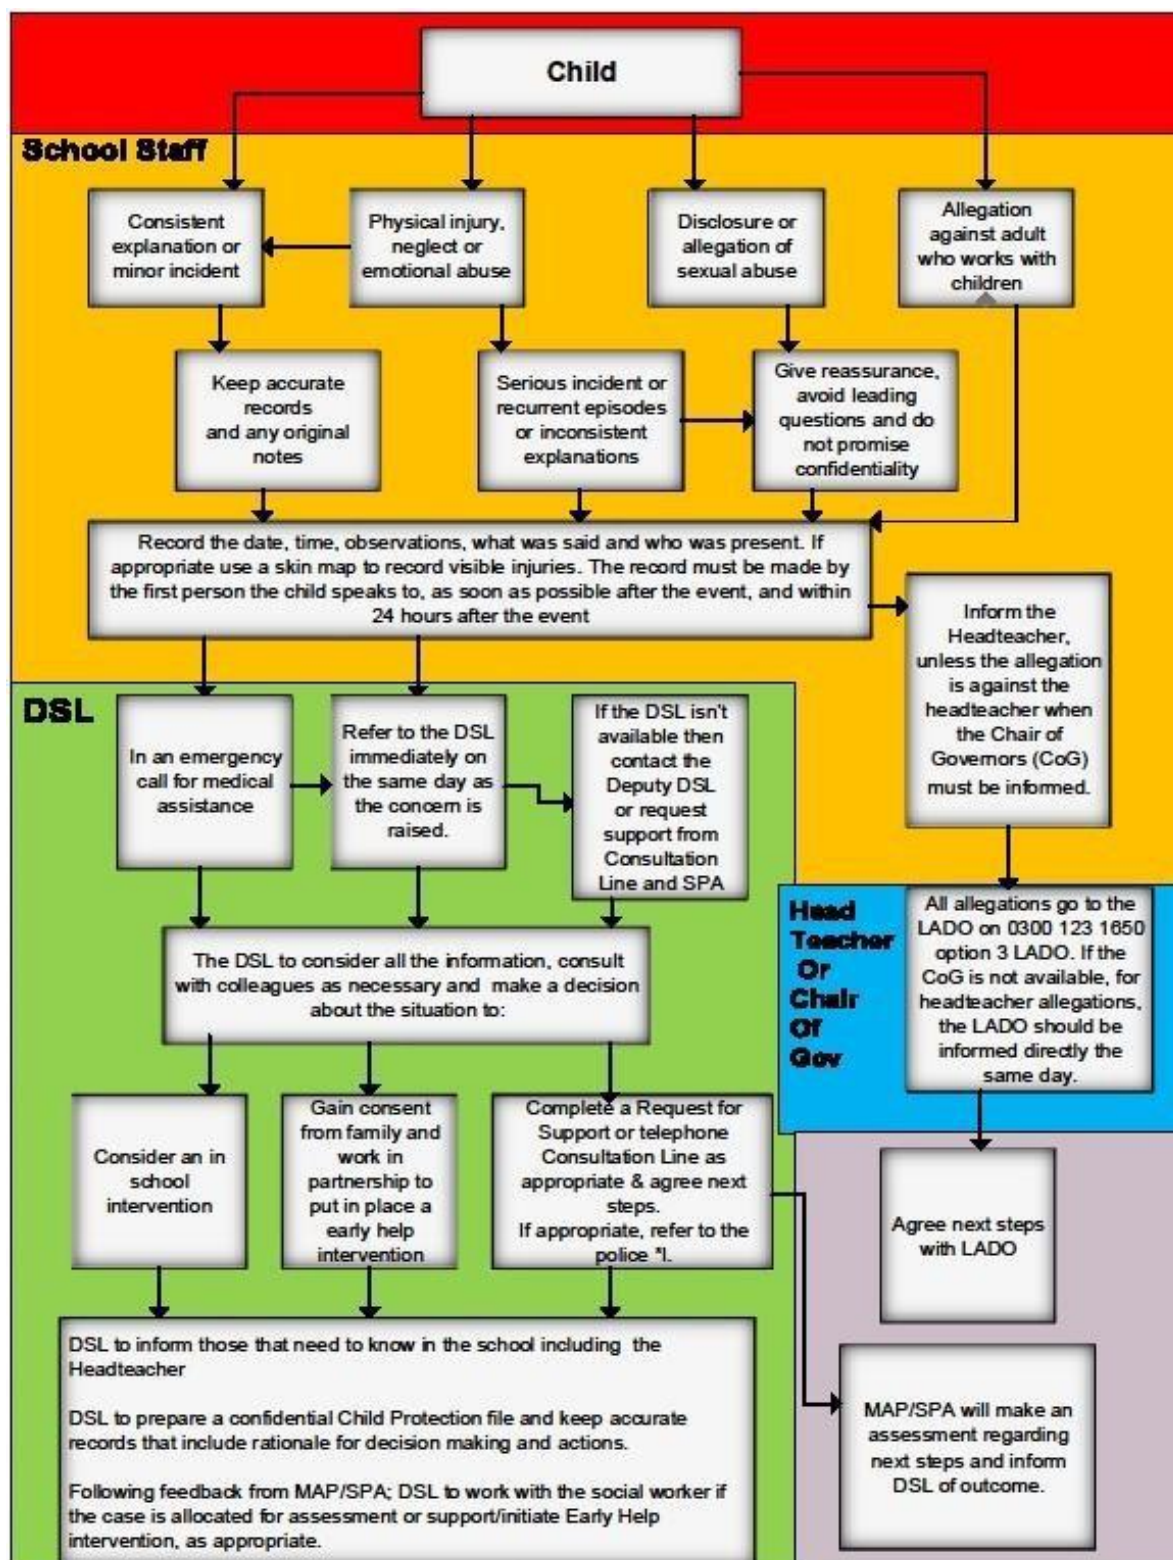 Child
School Staff
Consistent
explanation or
minor incident
Physical injury,
neglect or
emotional abuse
Disclosure or
allegation of
sexual abuse
Allegation
against adult
who works with
children
Keep accurate
records
and any original
notes
Serious incident or
recurrent episodes
or inconsistent
explanations
Give reassurance,
avoid leading
questions and do
not promise
confidentiality
Record the date, time, observations, what was said and who was present. If
appropriate use a skin map to record visible injuries. The record must be made by
the first person the child speaks to, as soon as possible after the event, and within
24 hours after the event
Inform the
Headteacher,
unless the allegation
is against the
headteacher when
the Chair of
Governors (CoG)
must be informed.
DSL
In an emergency
call for medical
assistance
Refer to the DSL
immediately on
the same day as
the concern is
raised.
If the DSL isn't
available then
contact the
Deputy DSL
or request
support from
Consultation
Line and SPA
Head
Teacher
Or
Chair
Of
Gov
All allegations go to the
LADO on 0300 123 1650
option 3 LADO. If the
CoG is not available, for
headteacher allegations,
the LADO should be
informed directly the
same day.
The DSL to consider all the information, consult
with colleagues as necessary and make a decision
about the situation to:
Consider an in
school
intervention
Gain consent
from family and
work in
partnership to
put in place a
early help
intervention
Complete a Request for
Support or telephone
Consultation Line as
appropriate & agree next
steps.
If appropriate, refer to the
police *I.
Agree next steps
with LADO
DSL to inform those that need to know in the school including the
Headteacher
DSL to prepare a confidential Child Protection file and keep accurate
records that include rationale for decision making and actions.
Following feedback from MAP/SPA; DSL to work with the social worker if
the case is allocated for assessment or support/initiate Early Help
intervention, as appropriate.
MAP/SPA will make an
assessment regarding
next steps and inform
DSL of outcome.